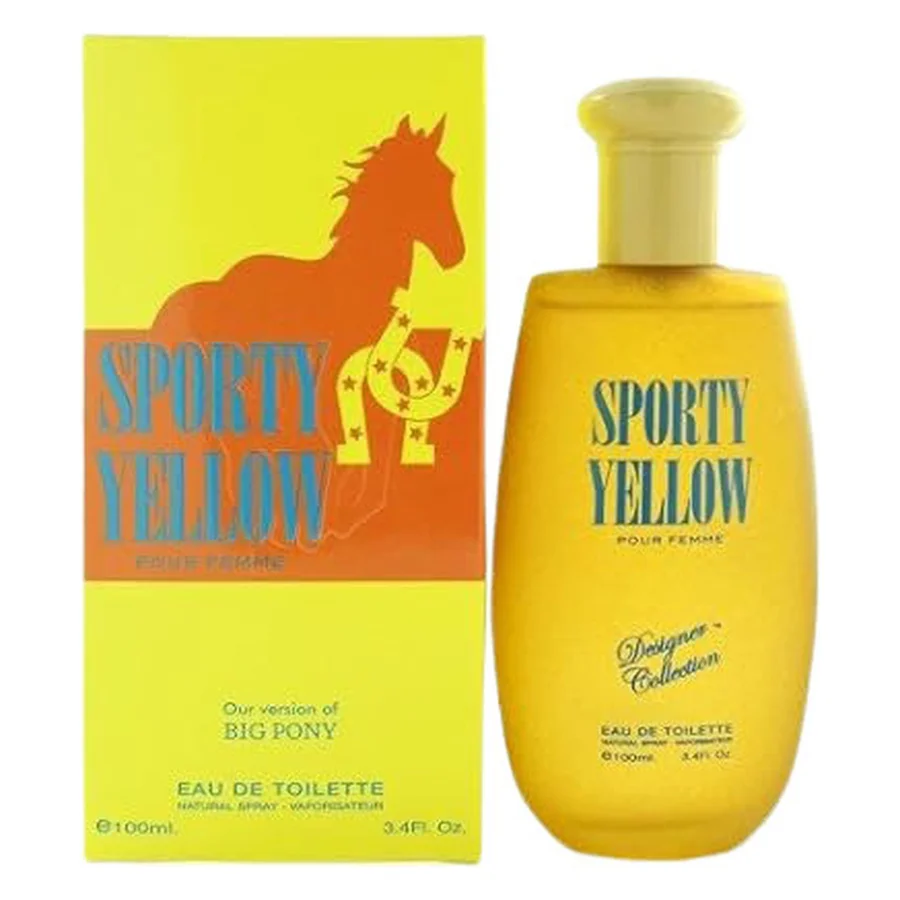 SPORTY
YELLOW
POUR FEMME
Our version of
BIG PONY
EAU DE TOILETTE
NATURAL SPRAY - VAPORISATEUR
℮100ml.
3.4Fl. Oz.
SPORTY
YELLOW
POUR FEMME
Designer™
Collection
EAU DE TOILETTE
NATURAL SPRAY - VAPORISATEUR
℮100ml. 3.4Fl. Oz.